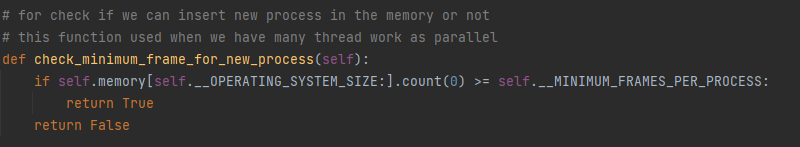 # for check if we can insert new process in the memory or not
# this function used when we have many thread work as parallel
def check_minimum_frame_for_new_process(self):
    if self.memory[self.__OPERATING_SYSTEM_SIZE:].count(0) >= self.__MINIMUM_FRAMES_PER_PROCESS:
        return True
    return False